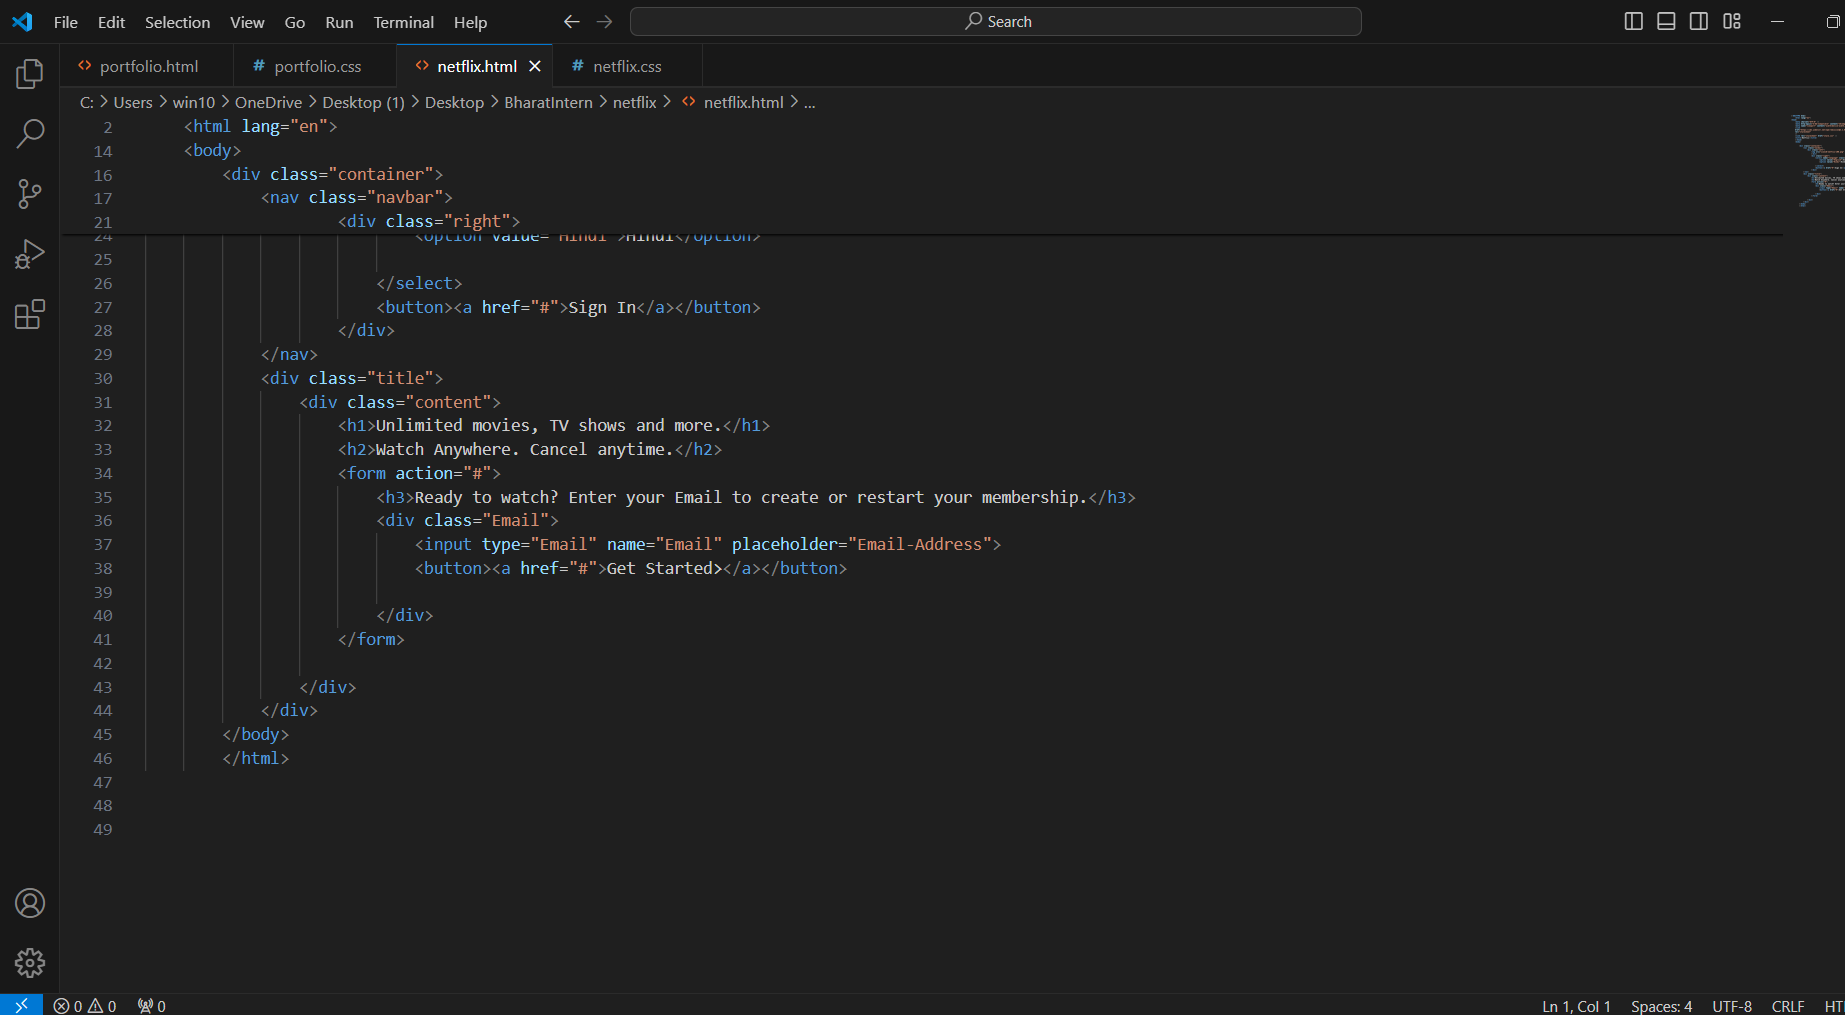 File Edit Selection View Go Run Terminal Help Search
portfolio.html # portfolio.css netflix.html # netflix.css
C: > Users > win10 > OneDrive > Desktop (1) > Desktop > BharatIntern > netflix > netflix.html > ...
2 <html lang="en">
14 <body>
16 <div class="container">
17 <nav class="navbar">
21 <div class="right">
24 <option value="Hindi">Hindi</option>
25
26 </select>
27 <button><a href="#">Sign In</a></button>
28 </div>
29 </nav>
30 <div class="title">
31 <div class="content">
32 <h1>Unlimited movies, TV shows and more.</h1>
33 <h2>Watch Anywhere. Cancel anytime.</h2>
34 <form action="#">
35 <h3>Ready to watch? Enter your Email to create or restart your membership.</h3>
36 <div class="Email">
37 <input type="Email" name="Email" placeholder="Email-Address">
38 <button><a href="#">Get Started></a></button>
39
40 </div>
41 </form>
42
43 </div>
44 </div>
45 </body>
46 </html>
47
48
49
0 0 0 Ln 1, Col 1 Spaces: 4 UTF-8 CRLF HT